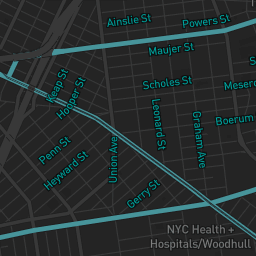 Ainslie St
Powers St
Maujer St
Scholes St
Keap St
Hooper St
Leonard St
Graham Ave
Boerum
Penn St
Heyward St
Union Ave
Gerry St
NYC Health +
Hospitals/Woodhull